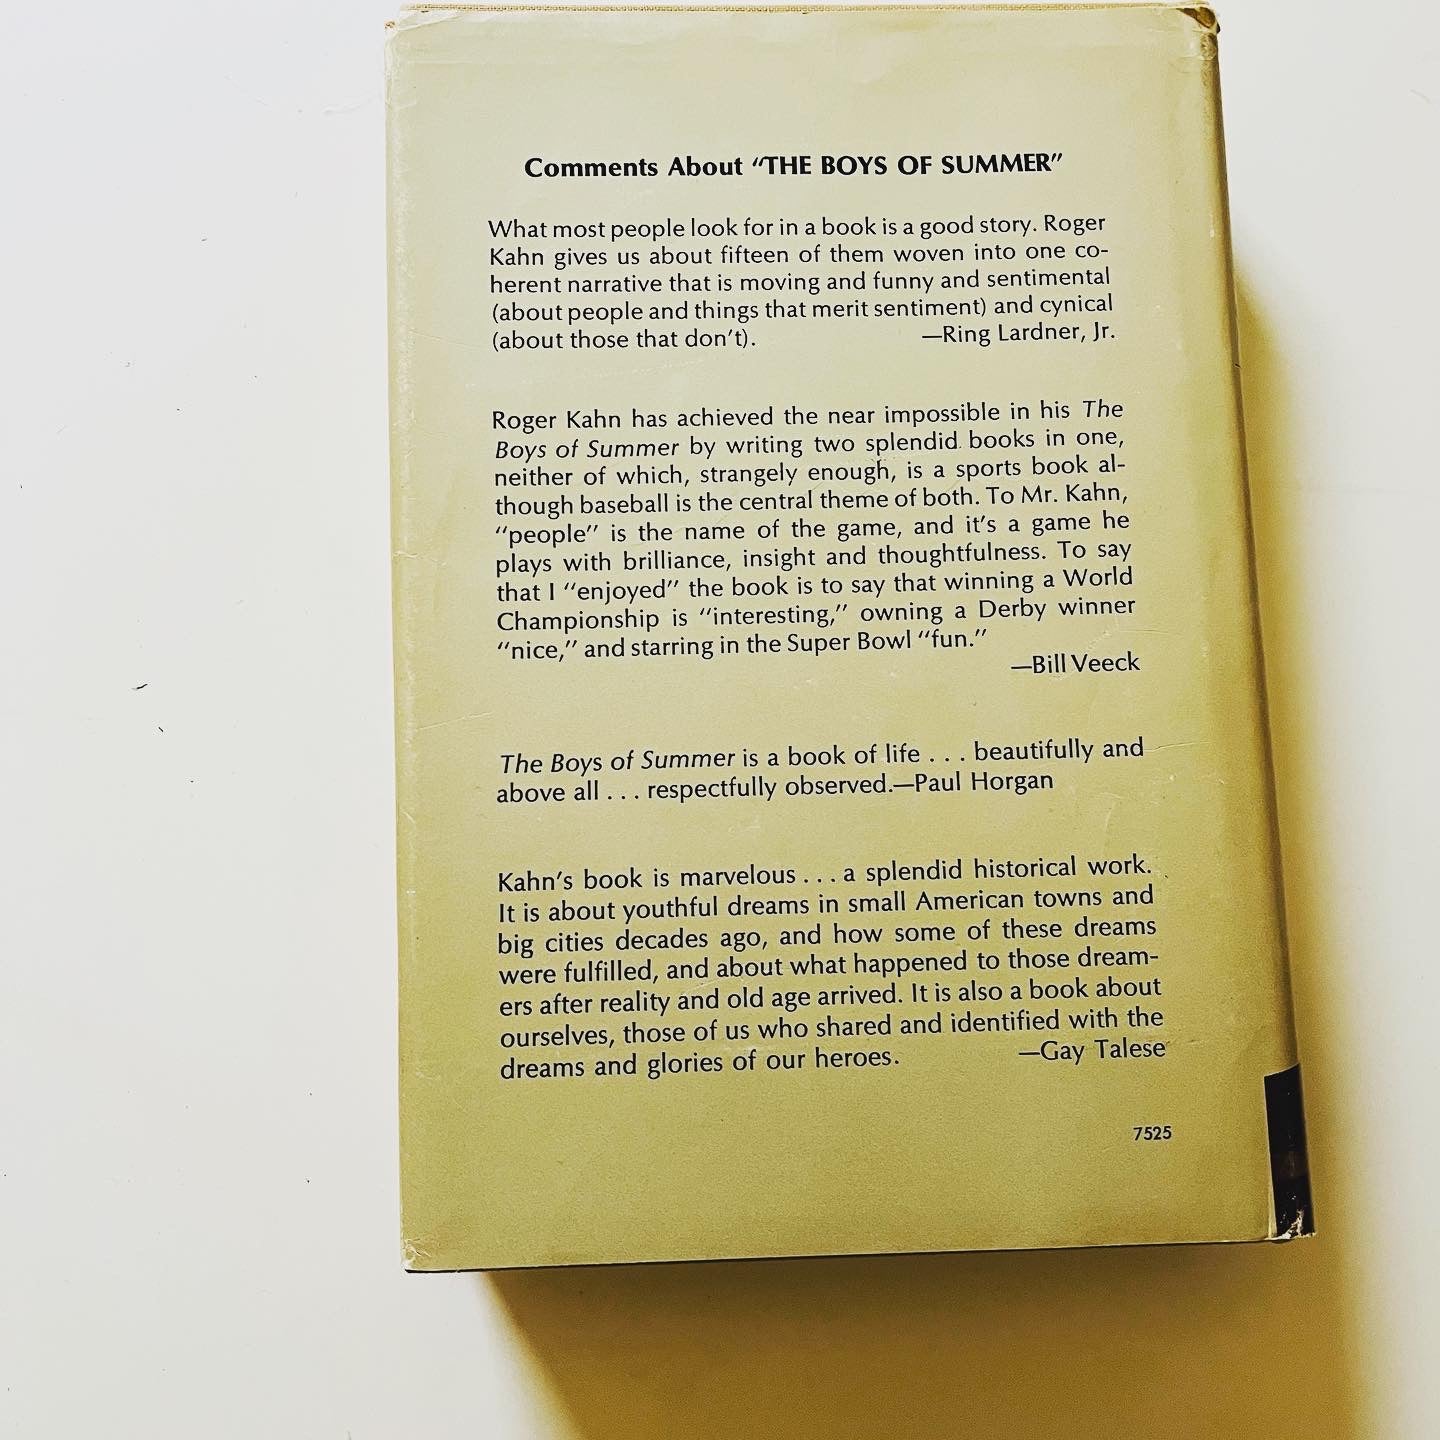 Comments About "THE BOYS OF SUMMER"
What most people look for in a book is a good story. Roger
Kahn gives us about fifteen of them woven into one co-
herent narrative that is moving and funny and sentimental
(about people and things that merit sentiment) and cynical
(about those that don't). —Ring Lardner, Jr.
Roger Kahn has achieved the near impossible in his The
Boys of Summer by writing two splendid books in one,
neither of which, strangely enough, is a sports book al-
though baseball is the central theme of both. To Mr. Kahn,
"people" is the name of the game, and it's a game he
plays with brilliance, insight and thoughtfulness. To say
that I "enjoyed" the book is to say that winning a World
Championship is "interesting," owning a Derby winner
"nice," and starring in the Super Bowl "fun."
—Bill Veeck
The Boys of Summer is a book of life . . . beautifully and
above all . . . respectfully observed.—Paul Horgan
Kahn's book is marvelous . . . a splendid historical work.
It is about youthful dreams in small American towns and
big cities decades ago, and how some of these dreams
were fulfilled, and about what happened to those dream-
ers after reality and old age arrived. It is also a book about
ourselves, those of us who shared and identified with the
dreams and glories of our heroes. —Gay Talese
7525